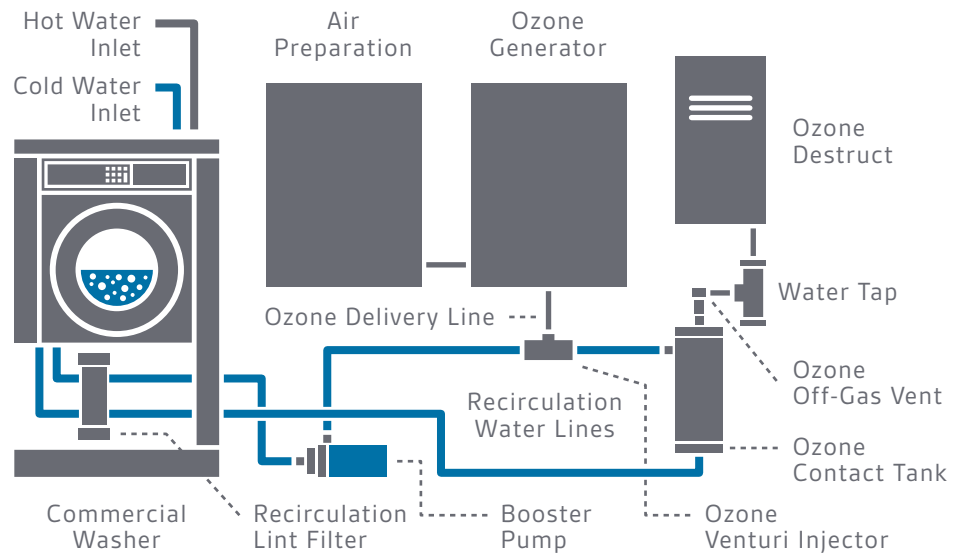 Hot Water
Inlet
Cold Water
Inlet
Air
Preparation
Ozone
Generator
Ozone
Destruct
Water Tap
Ozone Delivery Line
Ozone
Off-Gas Vent
Recirculation
Water Lines
Ozone
Contact Tank
Commercial
Washer
Recirculation
Lint Filter
Booster
Pump
Ozone
Venturi Injector